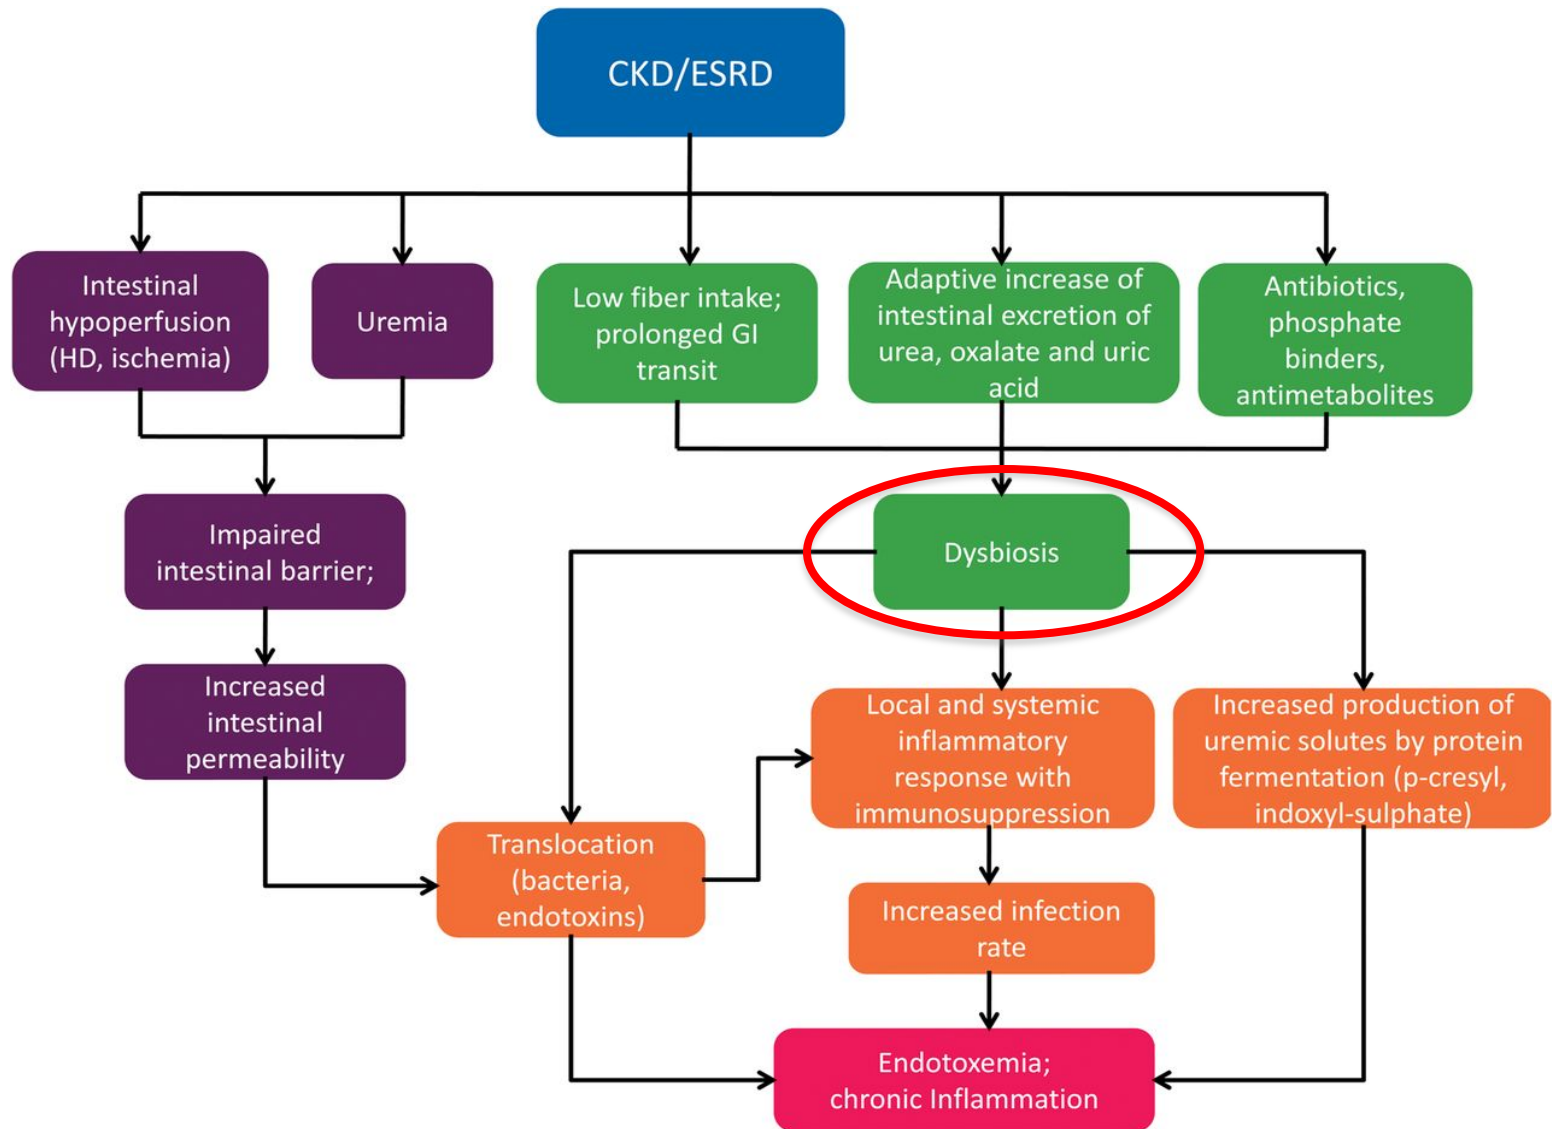 CKD/ESRD
Intestinal
hypoperfusion
(HD, ischemia)
Uremia
Low fiber intake;
prolonged GI
transit
Adaptive increase of
intestinal excretion of
urea, oxalate and uric
acid
Antibiotics,
phosphate
binders,
antimetabolites
Impaired
intestinal barrier;
Dysbiosis
Increased
intestinal
permeability
Local and systemic
inflammatory
response with
immunosuppression
Increased production of
uremic solutes by protein
fermentation (p-cresyl,
indoxyl-sulphate)
Translocation
(bacteria,
endotoxins)
Increased infection
rate
Endotoxemia;
chronic Inflammation